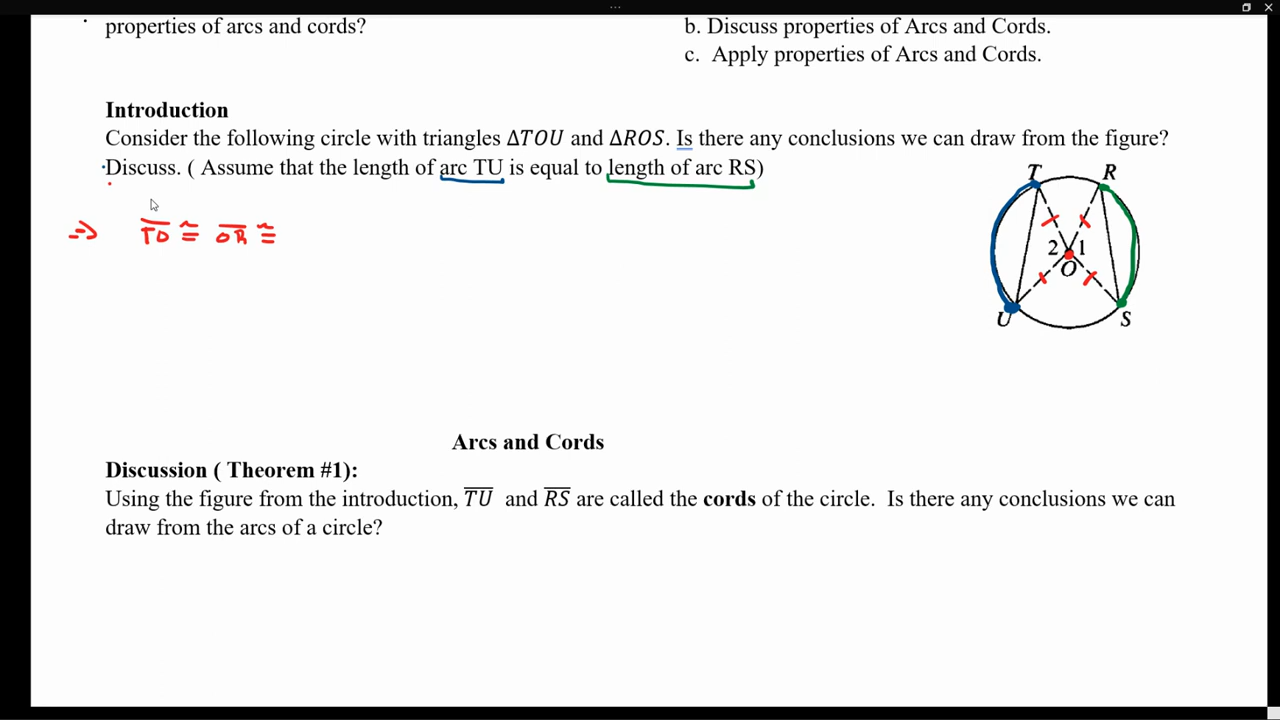 properties of arcs and cords?
b. Discuss properties of Arcs and Cords.
c. Apply properties of Arcs and Cords.
Introduction
Consider the following circle with triangles ΔTOU and ΔROS. Is there any conclusions we can draw from the figure?
Discuss. ( Assume that the length of arc TU is equal to length of arc RS)
T R
⇒ T̅O̅ ≅ O̅R̅ ≅
2 1
O
U S
Arcs and Cords
Discussion ( Theorem #1):
Using the figure from the introduction, T̅U̅ and R̅S̅ are called the cords of the circle. Is there any conclusions we can
draw from the arcs of a circle?